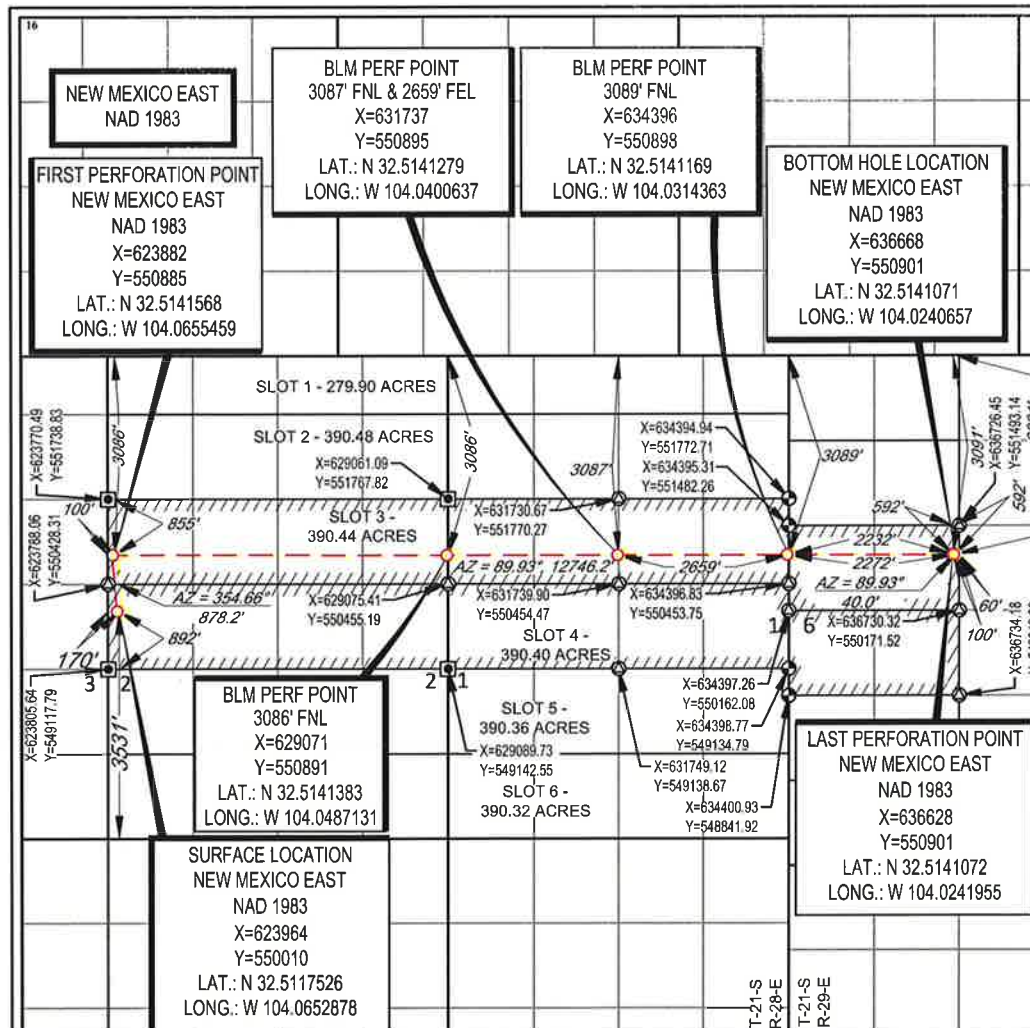 16
NEW MEXICO EAST
NAD 1983
BLM PERF POINT
3087' FNL & 2659' FEL
X=631737
Y=550895
LAT.: N 32.5141279
LONG.: W 104.0400637
BLM PERF POINT
3089' FNL
X=634396
Y=550898
LAT.: N 32.5141169
LONG.: W 104.0314363
FIRST PERFORATION POINT
NEW MEXICO EAST
NAD 1983
X=623882
Y=550885
LAT.: N 32.5141568
LONG.: W 104.0655459
BOTTOM HOLE LOCATION
NEW MEXICO EAST
NAD 1983
X=636668
Y=550901
LAT.: N 32.5141071
LONG.: W 104.0240657
SLOT 1 - 279.90 ACRES
SLOT 2 - 390.48 ACRES
X=623770.49
Y=551738.83
3086'
X=629061.09
Y=551767.82
3086'
3087'
X=634394.94
Y=551772.71
X=634395.31
Y=551482.26
3089'
3091'
X=636726.45
Y=551493.14
592'
592'
SLOT 3 -
390.44 ACRES
X=631730.67
Y=551770.27
100'
855'
X=623768.06
Y=550428.31
AZ = 89.93°, 12746.2'
2659'
2232'
2272'
AZ = 89.93°
40.0'
60'
100'
AZ = 354.66°
878.2'
X=629075.41
Y=550455.19
X=631739.90
Y=550454.47
X=634396.83
Y=550453.75
1
6
X=636730.32
Y=550171.52
X=636734.18
892'
170'
3
2
2
1
SLOT 4 -
390.40 ACRES
X=634397.26
Y=550162.08
X=623805.64
Y=549117.79
3531'
BLM PERF POINT
3086' FNL
X=629071
Y=550891
LAT.: N 32.5141383
LONG.: W 104.0487131
SLOT 5 -
390.36 ACRES
X=629089.73
Y=549142.55
SLOT 6 -
390.32 ACRES
X=634398.77
Y=549134.79
X=631749.12
Y=549138.67
X=634400.93
Y=548841.92
LAST PERFORATION POINT
NEW MEXICO EAST
NAD 1983
X=636628
Y=550901
LAT.: N 32.5141072
LONG.: W 104.0241955
SURFACE LOCATION
NEW MEXICO EAST
NAD 1983
X=623964
Y=550010
LAT.: N 32.5117526
LONG.: W 104.0652878
T-21-S
R-28-E
T-21-S
R-29-E